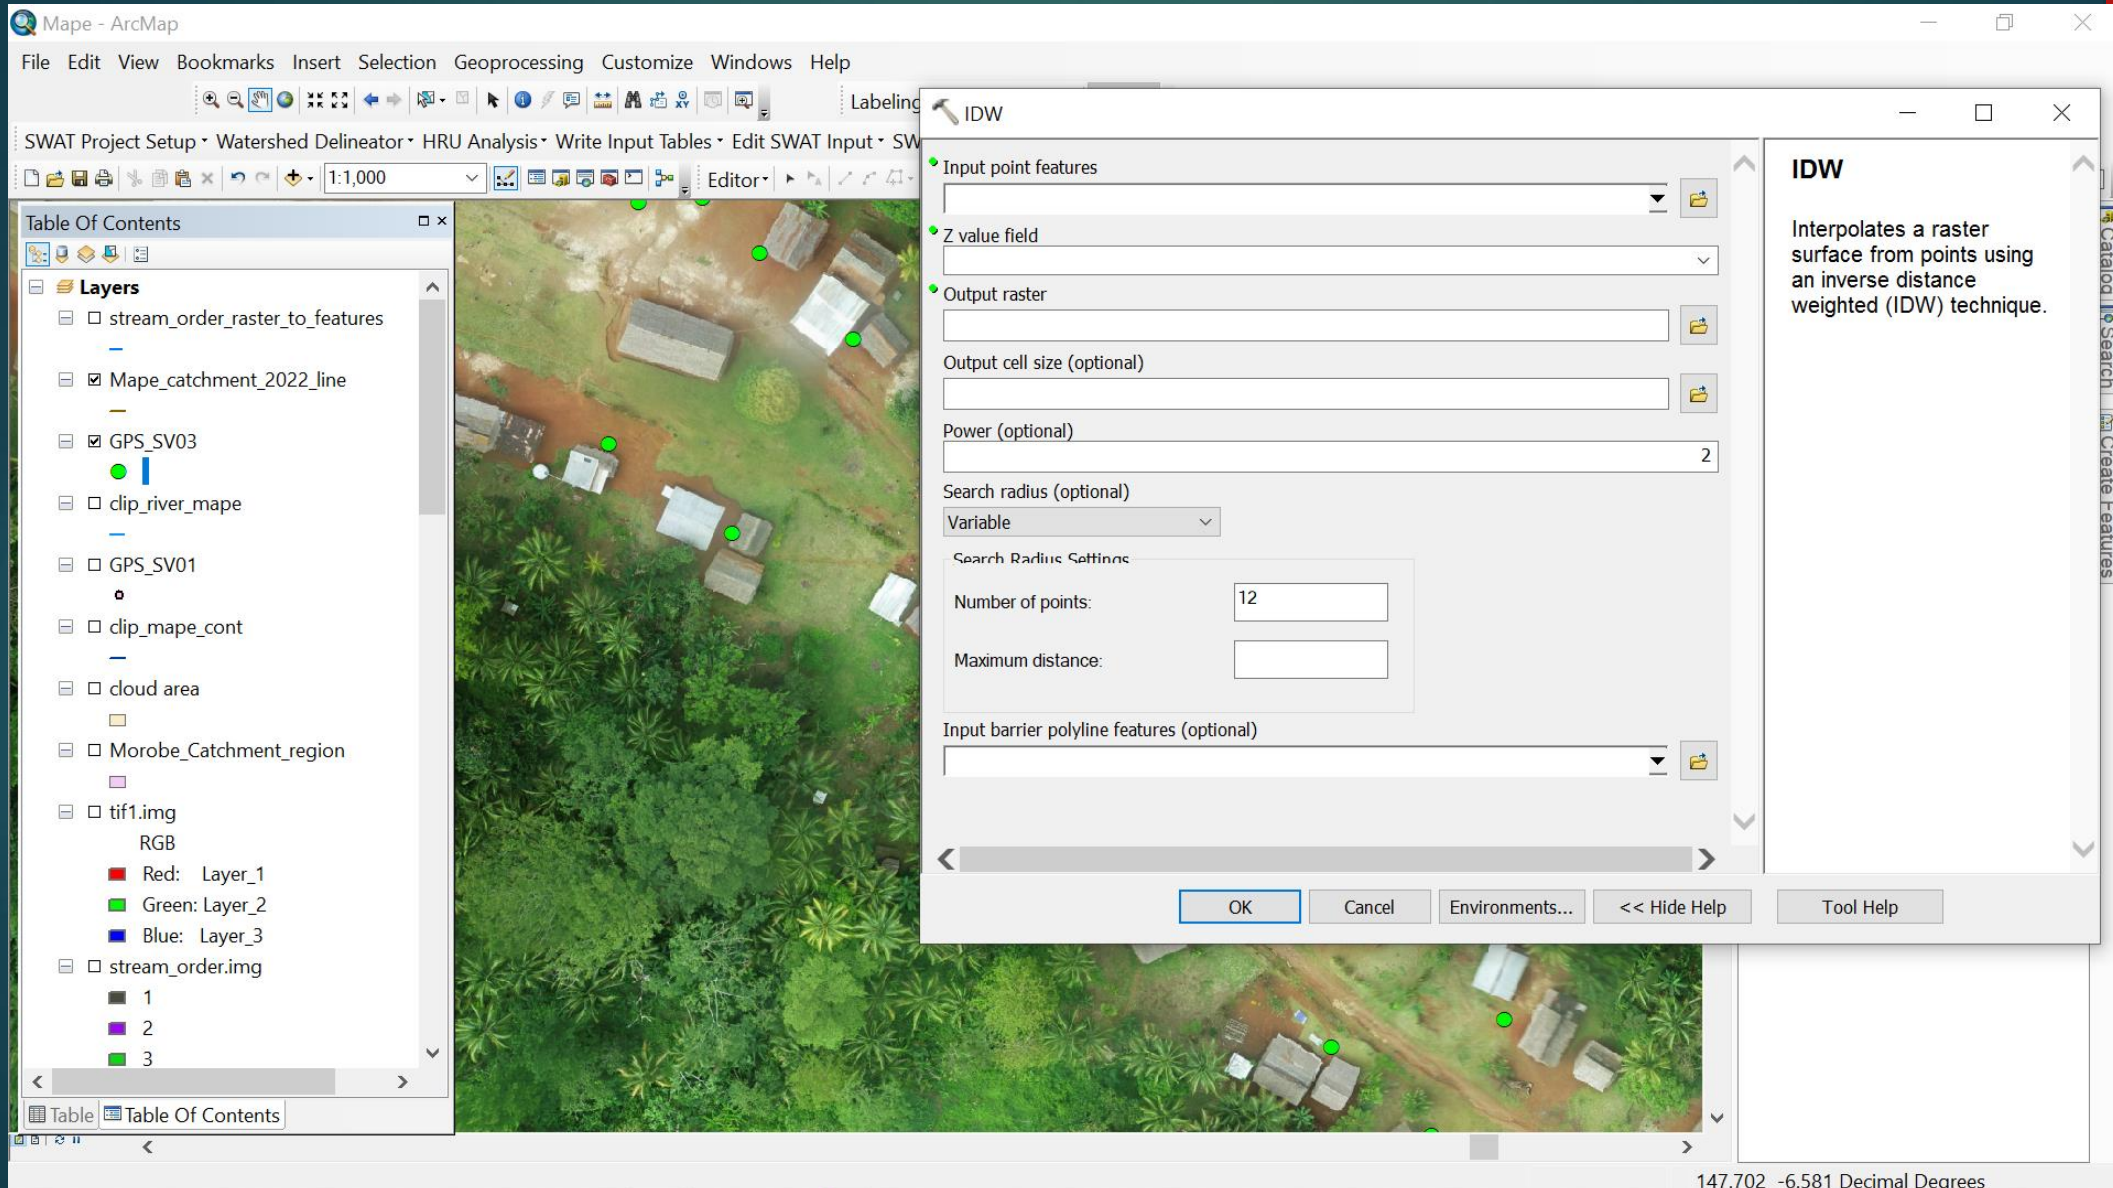 Mape - ArcMap
File Edit View Bookmarks Insert Selection Geoprocessing Customize Windows Help
Labeling
SWAT Project Setup Watershed Delineator HRU Analysis Write Input Tables Edit SWAT Input SW
1:1,000
Editor
Table Of Contents
Layers
stream_order_raster_to_features
Mape_catchment_2022_line
GPS_SV03
clip_river_mape
GPS_SV01
clip_mape_cont
cloud area
Morobe_Catchment_region
tif1.img
RGB
Red: Layer_1
Green: Layer_2
Blue: Layer_3
stream_order.img
1
2
3
Table
Table Of Contents
IDW
Input point features
Z value field
Output raster
Output cell size (optional)
Power (optional)
2
Search radius (optional)
Variable
Search Radius Settings
Number of points:
12
Maximum distance:
Input barrier polyline features (optional)
OK
Cancel
Environments...
<< Hide Help
Tool Help
IDW
Interpolates a raster
surface from points using
an inverse distance
weighted (IDW) technique.
Catalog
Search
Create Features
147.702 -6.581 Decimal Degrees